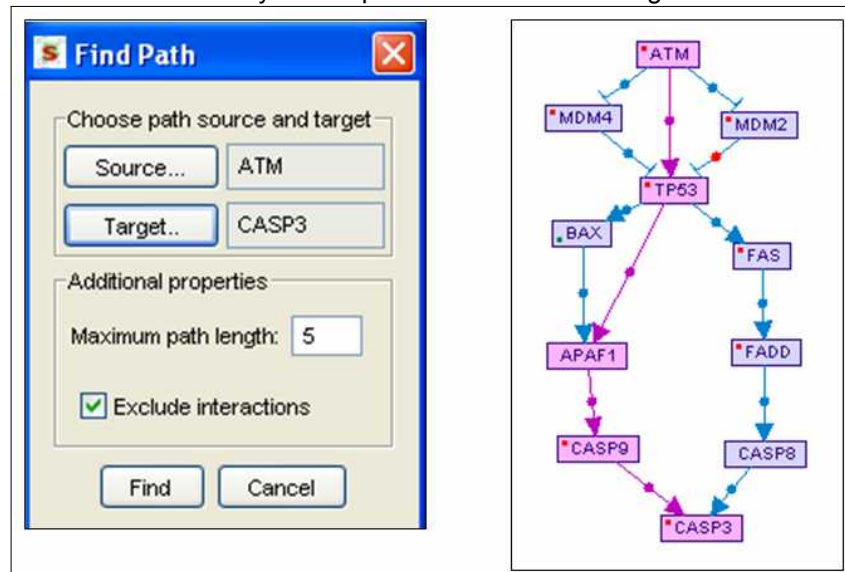 S Find Path
Choose path source and target
Source... ATM
Target.. CASP3
Additional properties
Maximum path length: 5
Exclude interactions
Find Cancel
ATM
MDM4 MDM2
TP53
BAX
FAS
APAF1 FADD
CASP9 CASP8
CASP3